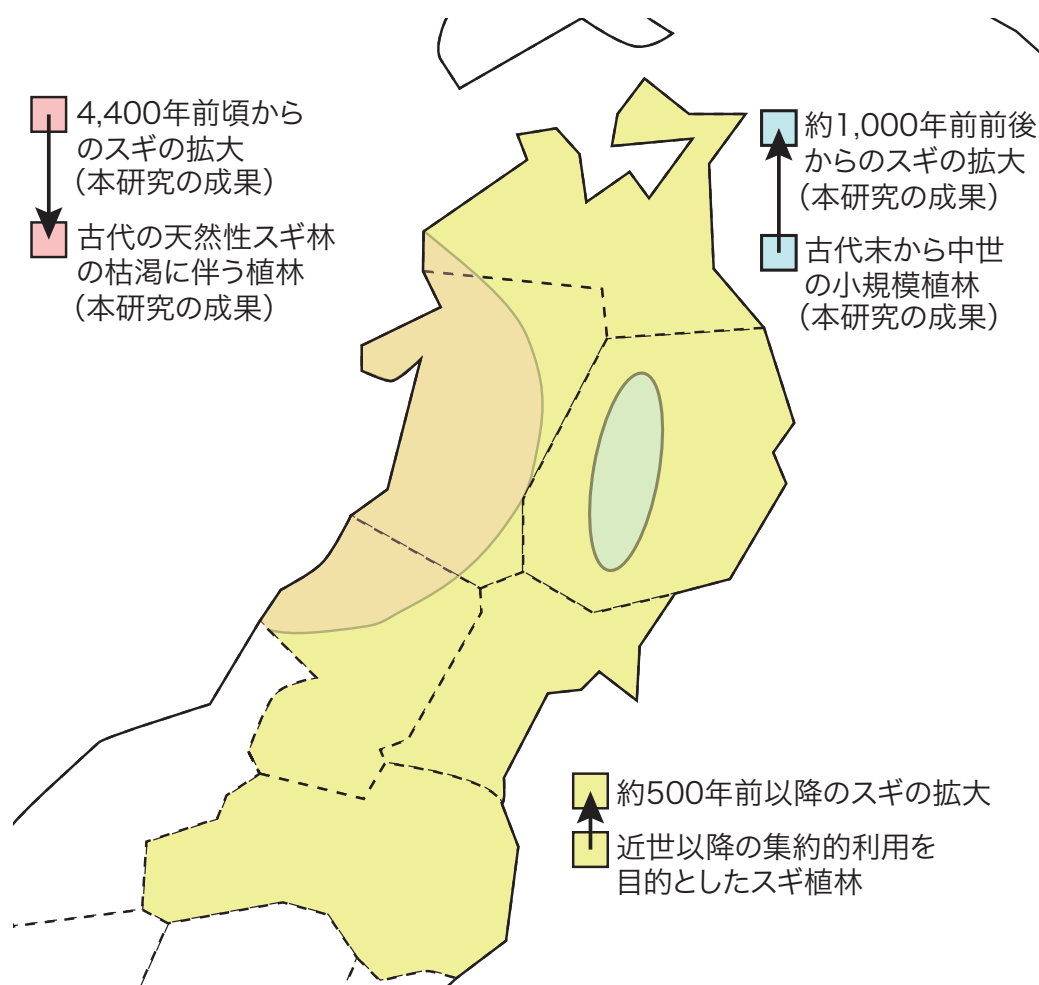 4,400年前頃から
のスギの拡大
（本研究の成果）
古代の天然性スギ林
の枯渇に伴う植林
（本研究の成果）
約1,000年前前後
からのスギの拡大
（本研究の成果）
古代末から中世
の小規模植林
（本研究の成果）
約500年前以降のスギの拡大
近世以降の集約的利用を
目的としたスギ植林